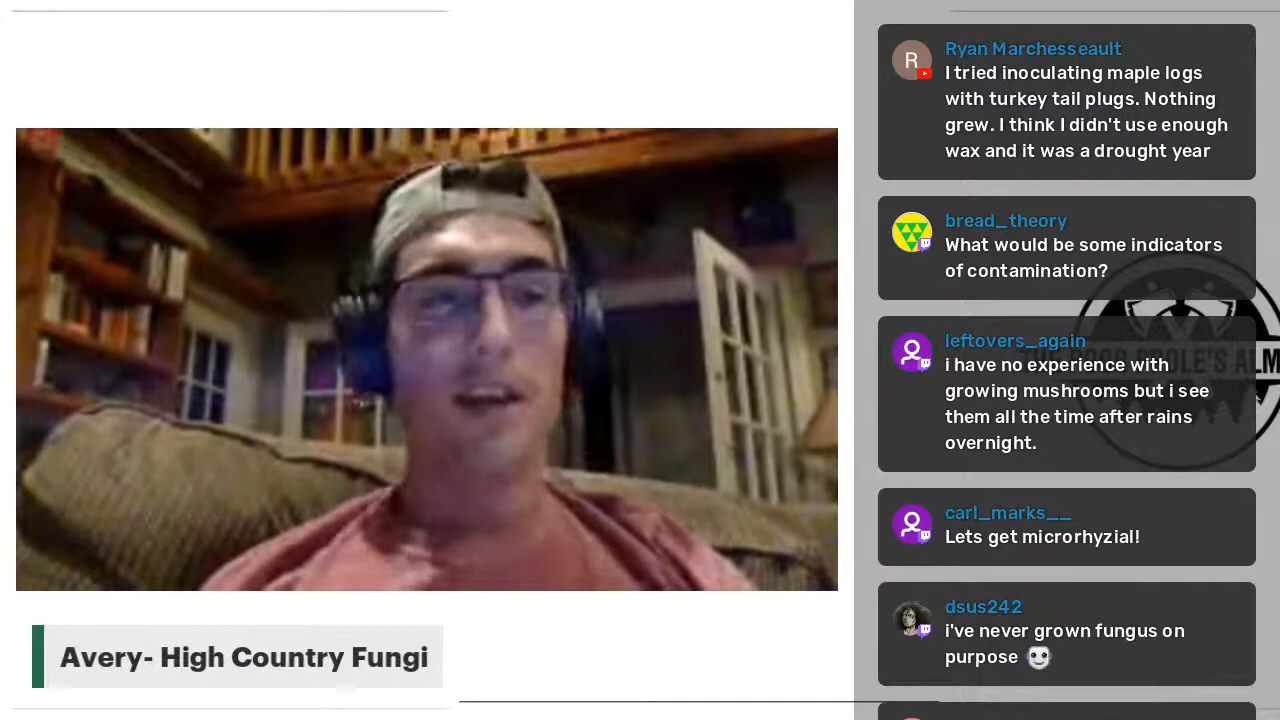 Ryan Marchesseault
I tried inoculating maple logs
with turkey tail plugs. Nothing
grew. I think I didn't use enough
wax and it was a drought year
bread_theory
What would be some indicators
of contamination?
leftovers_again
i have no experience with
growing mushrooms but i see
them all the time after rains
overnight.
carl_marks__
Lets get microrhyzial!
dsus242
i've never grown fungus on
purpose
Avery- High Country Fungi
R